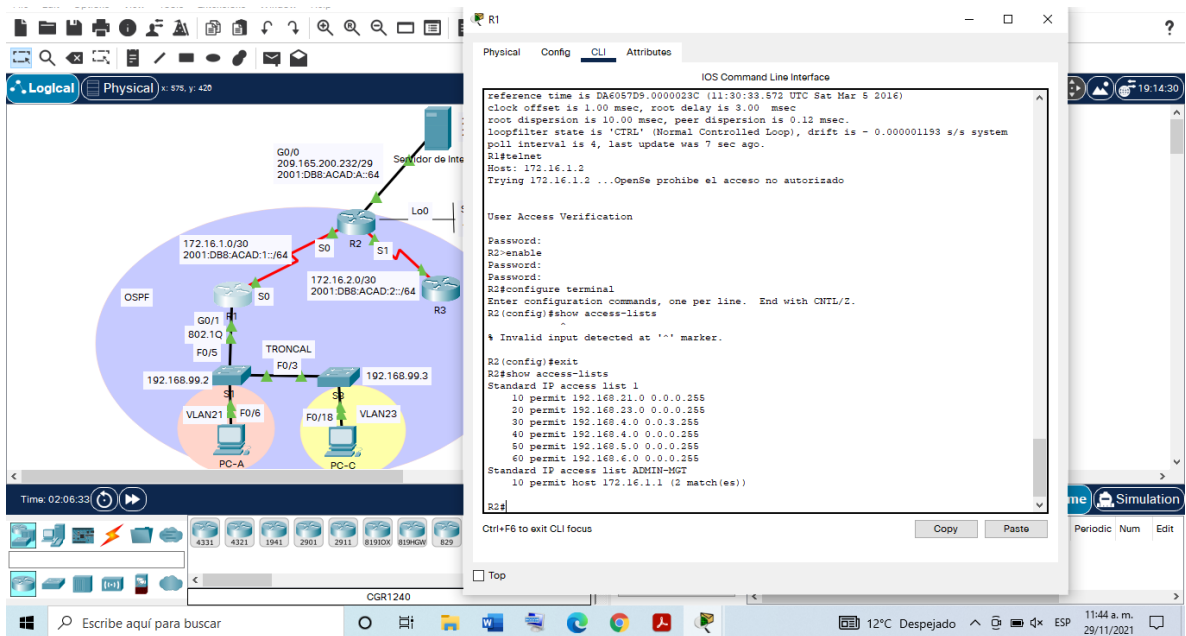 R1
Physical Config CLI Attributes
IOS Command Line Interface
Logical Physical x: 575, y: 420
19:14:30
reference time is DA6057D9.0000023C (11:30:33.572 UTC Sat Mar 5 2016)
clock offset is 1.00 msec, root delay is 3.00 msec
root dispersion is 10.00 msec, peer dispersion is 0.12 msec.
loopfilter state is 'CTRL' (Normal Controlled Loop), drift is - 0.000001193 s/s system
poll interval is 4, last update was 7 sec ago.
R1#telnet
Host: 172.16.1.2
Trying 172.16.1.2 ...OpenSe prohibe el acceso no autorizado
User Access Verification
Password:
R2>enable
Password:
Password:
R2#configure terminal
Enter configuration commands, one per line. End with CNTL/Z.
R2(config)#show access-lists
^
% Invalid input detected at '^' marker.
R2(config)#exit
R2#show access-lists
Standard IP access list 1
10 permit 192.168.21.0 0.0.0.255
20 permit 192.168.23.0 0.0.0.255
30 permit 192.168.4.0 0.0.3.255
40 permit 192.168.4.0 0.0.0.255
50 permit 192.168.5.0 0.0.0.255
60 permit 192.168.6.0 0.0.0.255
Standard IP access list ADMIN-MGT
10 permit host 172.16.1.1 (2 match(es))
R2#
Ctrl+F6 to exit CLI focus
Copy
Paste
Top
G0/0
209.165.200.232/29
2001:DB8:ACAD:A::64
Servidor de Inte
Lo0
172.16.1.0/30
2001:DB8:ACAD:1::/64
S0
R2
S1
172.16.2.0/30
2001:DB8:ACAD:2::/64
OSPF
S0
R1
R3
G0/1
802.1Q
F0/5
TRONCAL
F0/3
192.168.99.2
192.168.99.3
S1
S3
VLAN21
F0/6
F0/18
VLAN23
PC-A
PC-C
Time: 02:06:33
me
Simulation
4331 4321 1941 2901 2911 819IOX 819HGW 829
Periodic Num Edit
CGR1240
Escribe aquí para buscar
12°C Despejado
ESP
11:44 a. m.
29/11/2021